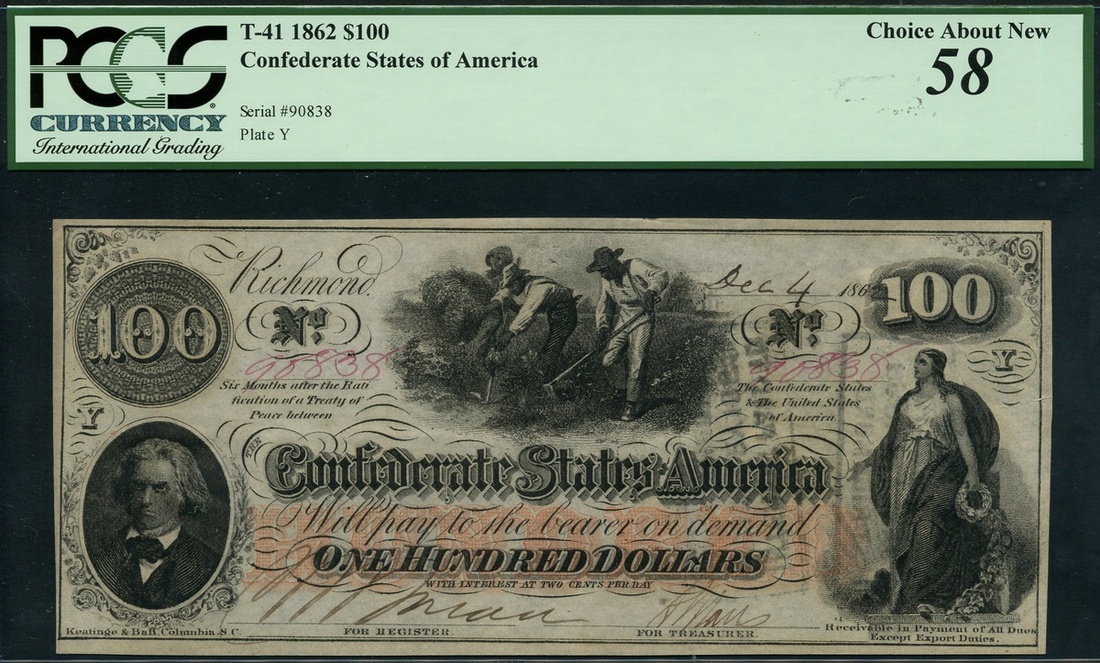 PCGS
CURRENCY
International Grading
T-41 1862 $100
Confederate States of America
Serial #90838
Plate Y
Choice About New
58
Richmond
Dec 4 186
100
100
No.
No.
90838
90838
Six Months after the Rati
fication of a Treaty of
Peace between
The Confederate States
& The United States
of America
Y
Y
THE
Confederate States of America
Will pay to the bearer on demand
ONE HUNDRED DOLLARS
WITH INTEREST AT TWO CENTS PER DAY
Keatinge & Ball, Columbia, S.C.
FOR REGISTER.
FOR TREASURER.
Receivable in Payment of All Dues
Except Export Duties.